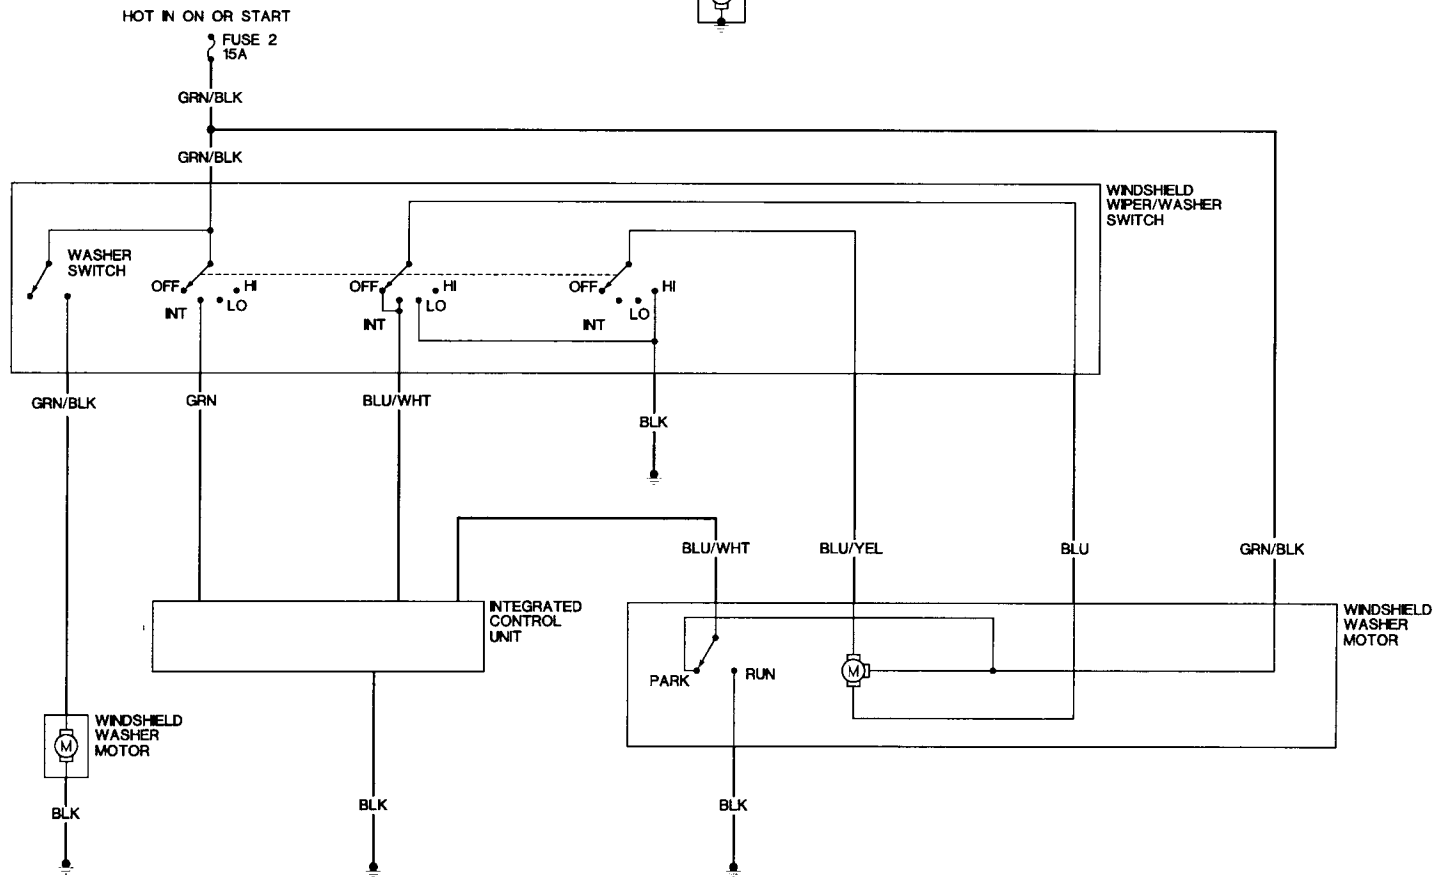 HOT IN ON OR START
FUSE 2
15A
GRN/BLK
GRN/BLK
WINDSHIELD
WIPER/WASHER
SWITCH
WASHER
SWITCH
OFF
INT
LO
HI
OFF
INT
LO
HI
OFF
INT
LO
HI
GRN/BLK
GRN
BLU/WHT
BLK
BLU/WHT
BLU/YEL
BLU
GRN/BLK
INTEGRATED
CONTROL
UNIT
WINDSHIELD
WASHER
MOTOR
PARK
RUN
M
WINDSHIELD
WASHER
MOTOR
M
BLK
BLK
BLK